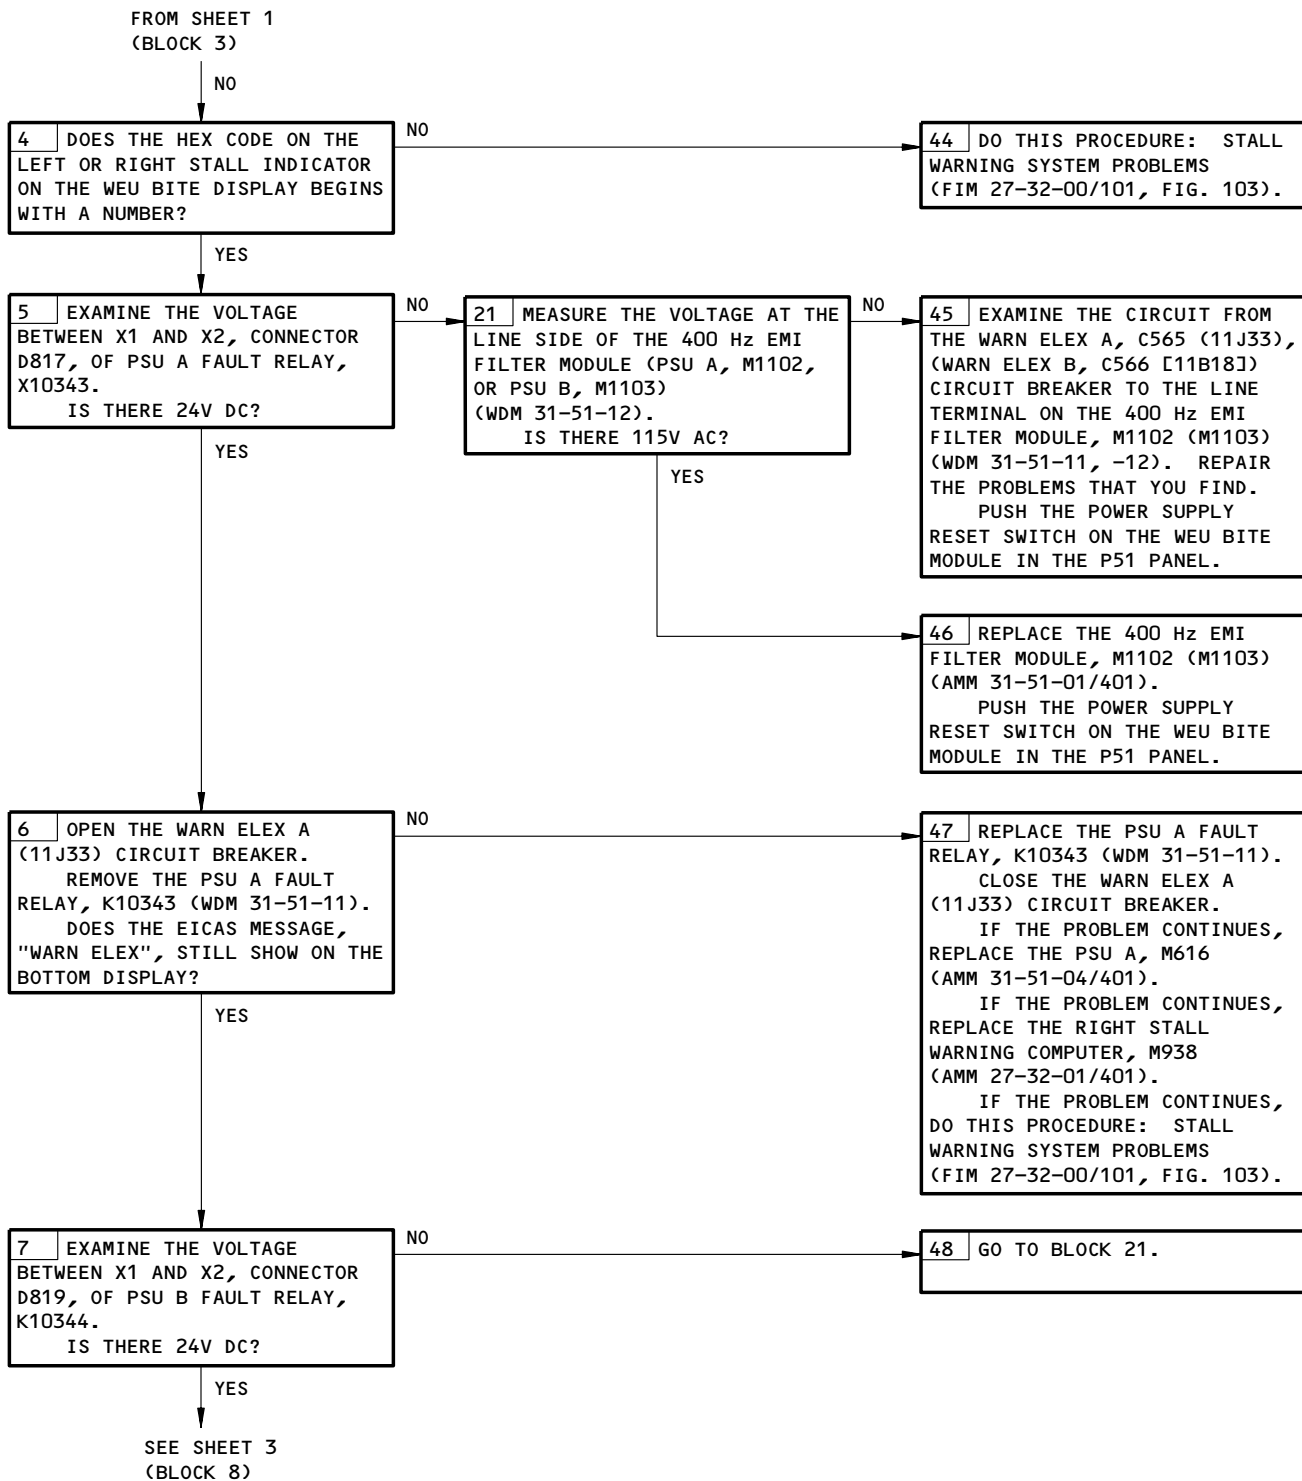 FROM SHEET 1
(BLOCK 3)
NO
4 DOES THE HEX CODE ON THE
LEFT OR RIGHT STALL INDICATOR
ON THE WEU BITE DISPLAY BEGINS
WITH A NUMBER?
NO
44 DO THIS PROCEDURE: STALL
WARNING SYSTEM PROBLEMS
(FIM 27-32-00/101, FIG. 103).
YES
5 EXAMINE THE VOLTAGE
BETWEEN X1 AND X2, CONNECTOR
D817, OF PSU A FAULT RELAY,
X10343.
IS THERE 24V DC?
NO
21 MEASURE THE VOLTAGE AT THE
LINE SIDE OF THE 400 Hz EMI
FILTER MODULE (PSU A, M1102,
OR PSU B, M1103)
(WDM 31-51-12).
IS THERE 115V AC?
NO
45 EXAMINE THE CIRCUIT FROM
THE WARN ELEX A, C565 (11J33),
(WARN ELEX B, C566 [11B18])
CIRCUIT BREAKER TO THE LINE
TERMINAL ON THE 400 Hz EMI
FILTER MODULE, M1102 (M1103)
(WDM 31-51-11, -12). REPAIR
THE PROBLEMS THAT YOU FIND.
PUSH THE POWER SUPPLY
RESET SWITCH ON THE WEU BITE
MODULE IN THE P51 PANEL.
YES
YES
46 REPLACE THE 400 Hz EMI
FILTER MODULE, M1102 (M1103)
(AMM 31-51-01/401).
PUSH THE POWER SUPPLY
RESET SWITCH ON THE WEU BITE
MODULE IN THE P51 PANEL.
6 OPEN THE WARN ELEX A
(11J33) CIRCUIT BREAKER.
REMOVE THE PSU A FAULT
RELAY, K10343 (WDM 31-51-11).
DOES THE EICAS MESSAGE,
"WARN ELEX", STILL SHOW ON THE
BOTTOM DISPLAY?
NO
47 REPLACE THE PSU A FAULT
RELAY, K10343 (WDM 31-51-11).
CLOSE THE WARN ELEX A
(11J33) CIRCUIT BREAKER.
IF THE PROBLEM CONTINUES,
REPLACE THE PSU A, M616
(AMM 31-51-04/401).
IF THE PROBLEM CONTINUES,
REPLACE THE RIGHT STALL
WARNING COMPUTER, M938
(AMM 27-32-01/401).
IF THE PROBLEM CONTINUES,
DO THIS PROCEDURE: STALL
WARNING SYSTEM PROBLEMS
(FIM 27-32-00/101, FIG. 103).
YES
7 EXAMINE THE VOLTAGE
BETWEEN X1 AND X2, CONNECTOR
D819, OF PSU B FAULT RELAY,
K10344.
IS THERE 24V DC?
NO
48 GO TO BLOCK 21.
YES
SEE SHEET 3
(BLOCK 8)